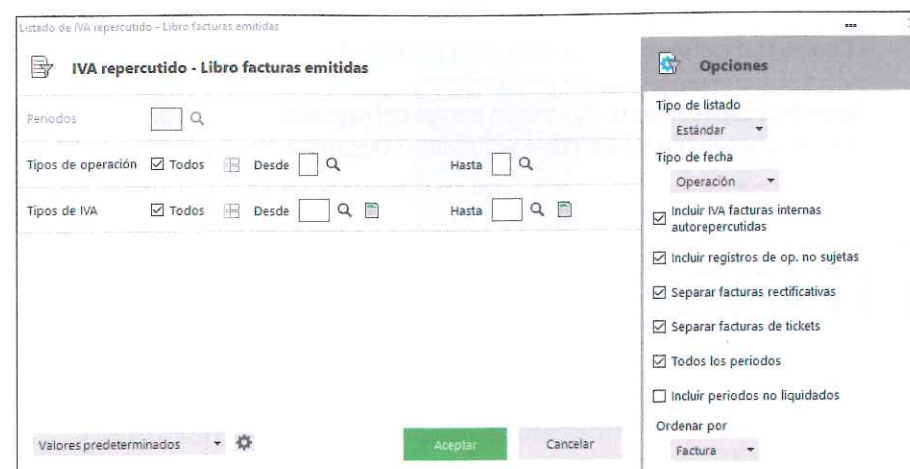 Listado de IVA repercutido - Libro facturas emitidas
IVA repercutido - Libro facturas emitidas
Periodos
Tipos de operación Todos Desde Hasta
Tipos de IVA Todos Desde Hasta
Valores predeterminados
Aceptar Cancelar
Opciones
Tipo de listado
Estándar
Tipo de fecha
Operación
Incluir IVA facturas internas
autorepercutidas
Incluir registros de op. no sujetas
Separar facturas rectificativas
Separar facturas de tickets
Todos los periodos
Incluir periodos no liquidados
Ordenar por
Factura